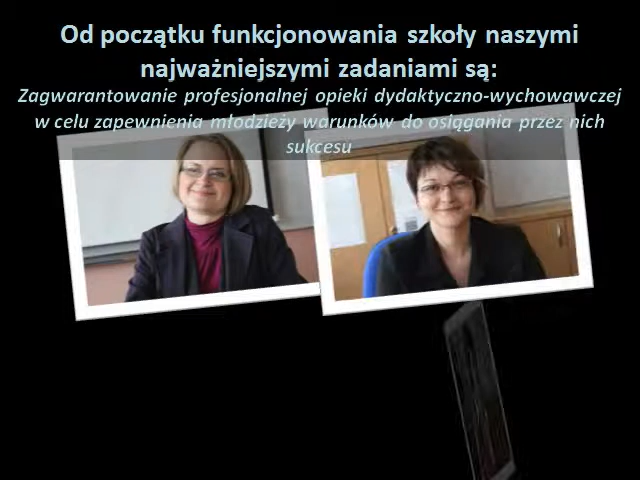 Od początku funkcjonowania szkoły naszymi
najważniejszymi zadaniami są:
Zagwarantowanie profesjonalnej opieki dydaktyczno-wychowawczej
w celu zapewnienia młodzieży warunków do osiągania przez nich
sukcesu